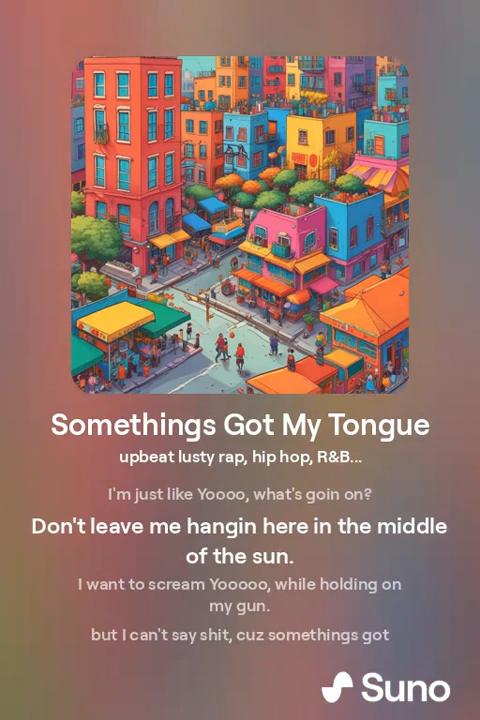 Somethings Got My Tongue
upbeat lusty rap, hip hop, R&B...
I'm just like Yoooo, what's goin on?
Don't leave me hangin here in the middle
of the sun.
I want to scream Yooooo, while holding on
my gun.
but I can't say shit, cuz somethings got
Suno